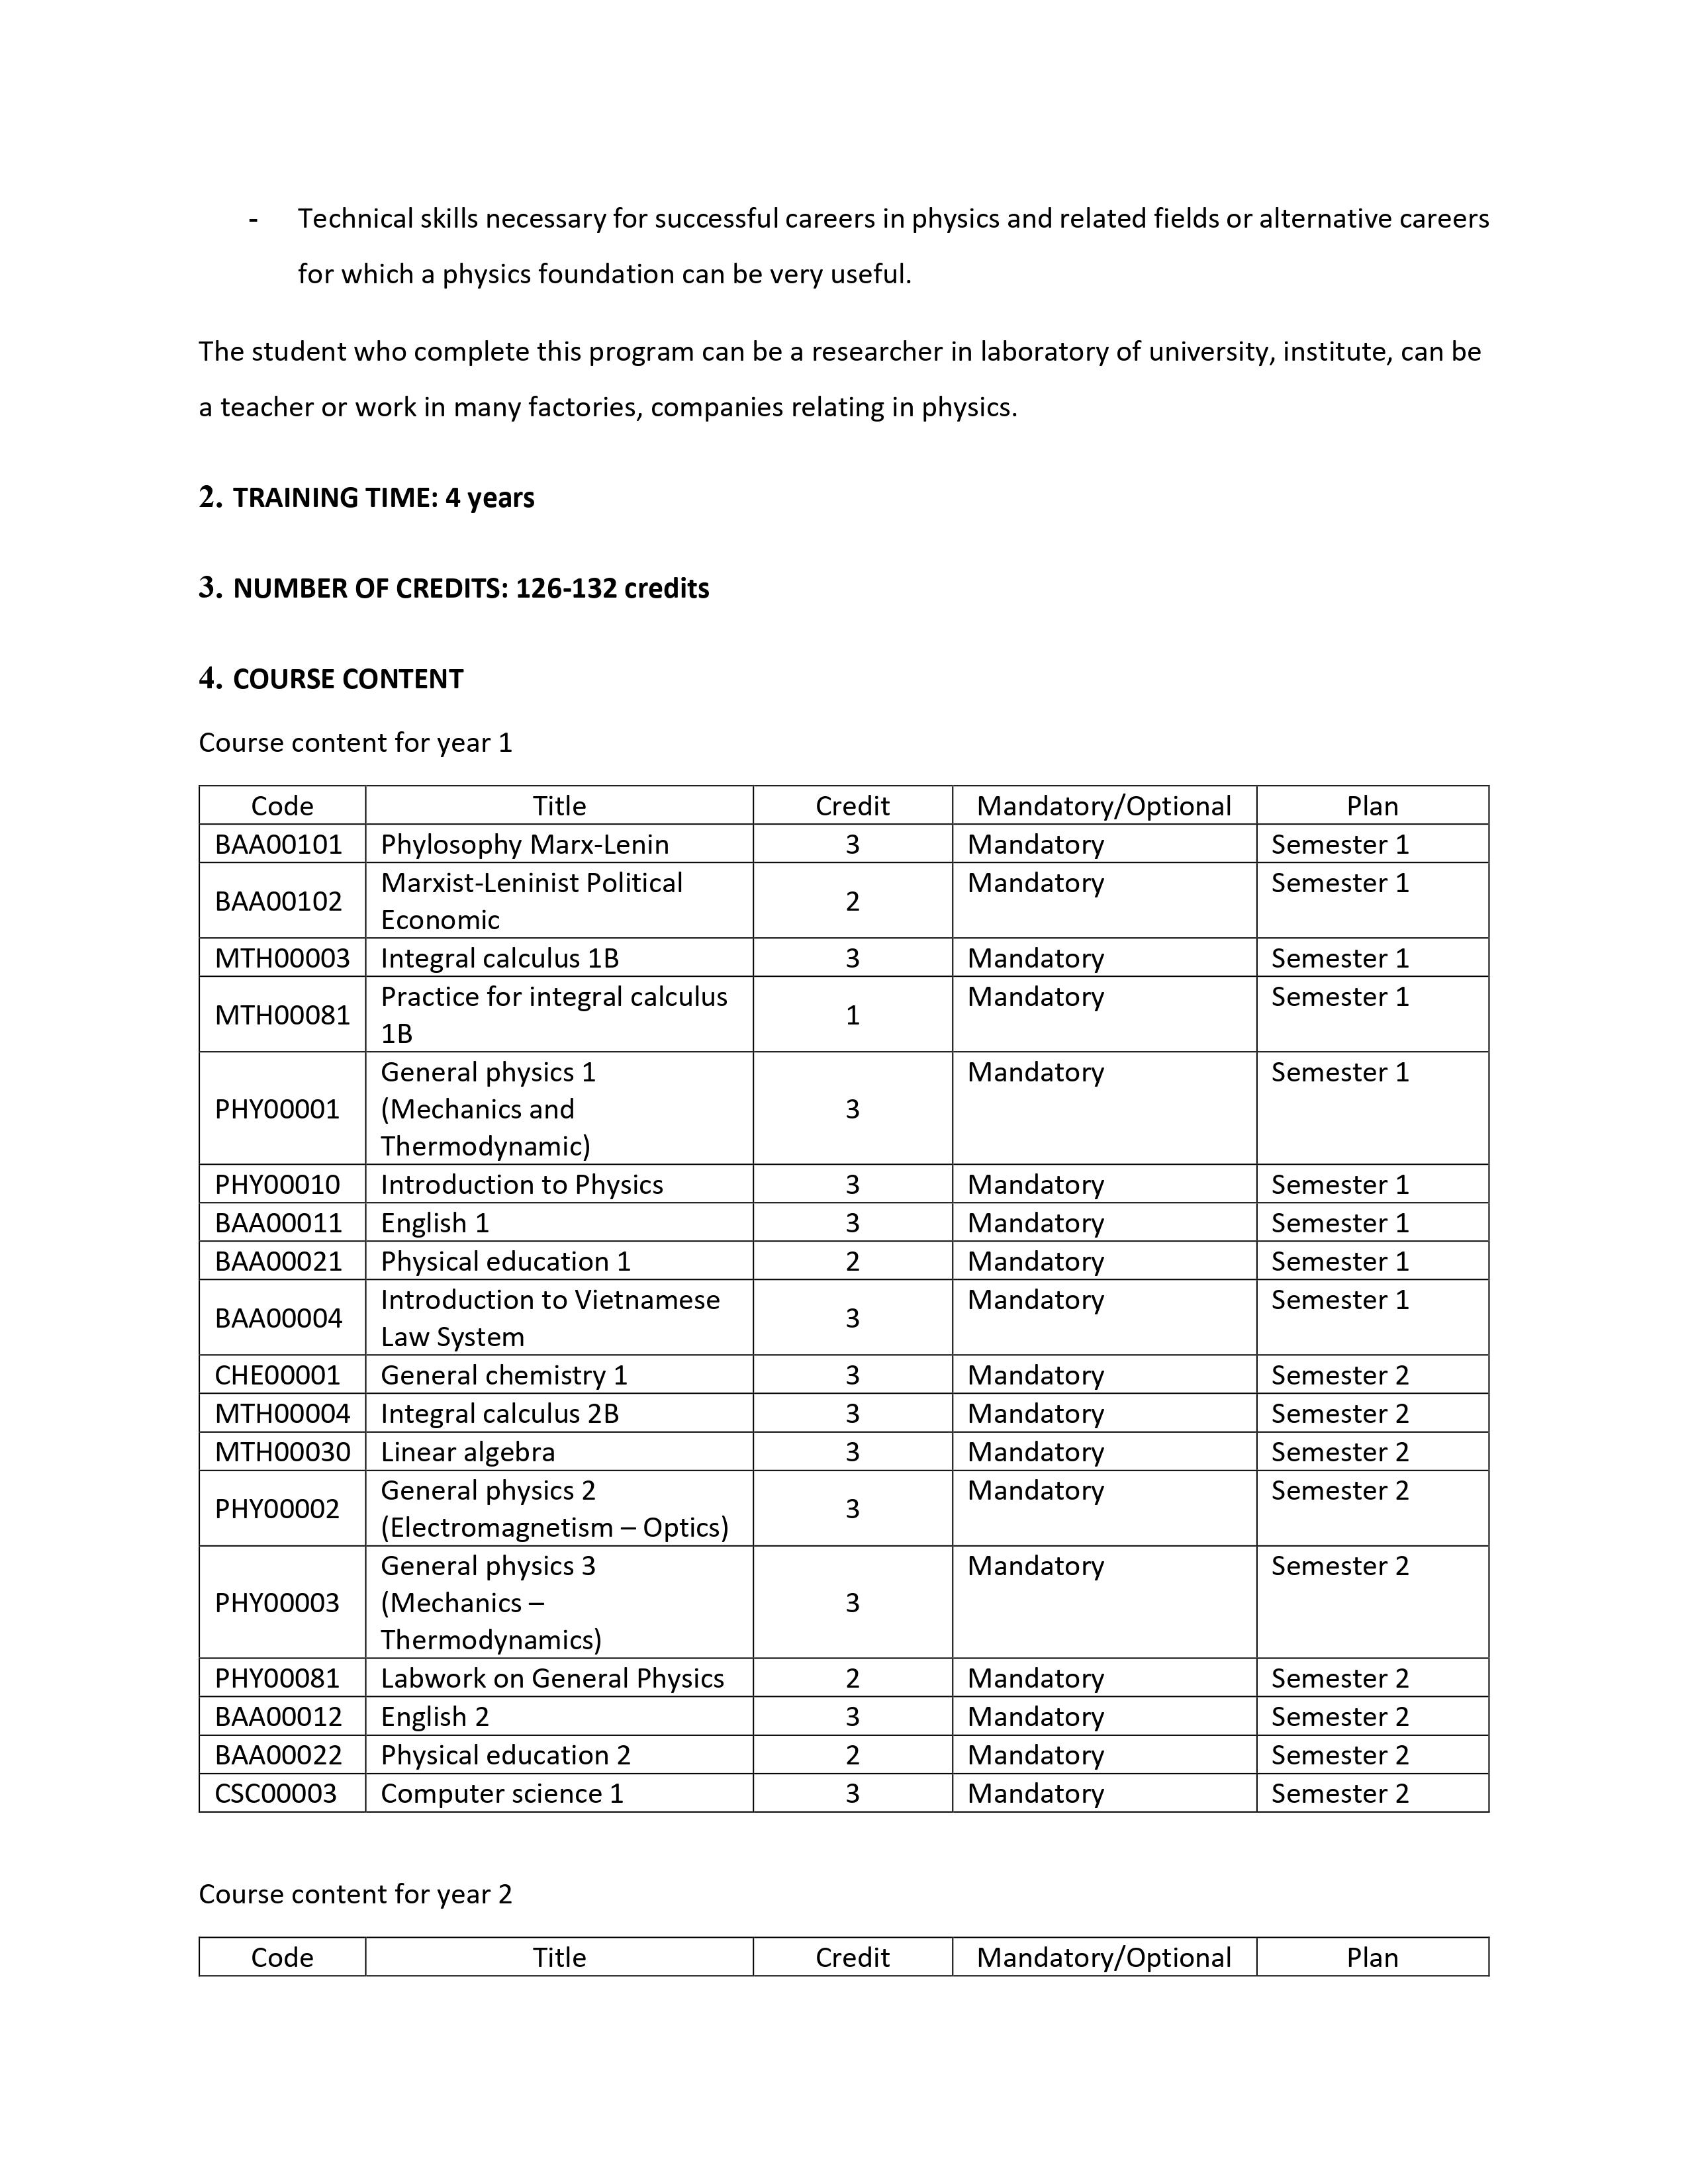 - Technical skills necessary for successful careers in physics and related fields or alternative careers
for which a physics foundation can be very useful.
The student who complete this program can be a researcher in laboratory of university, institute, can be
a teacher or work in many factories, companies relating in physics.
2. TRAINING TIME: 4 years
3. NUMBER OF CREDITS: 126-132 credits
4. COURSE CONTENT
Course content for year 1
Code Title Credit Mandatory/Optional Plan
BAA00101 Phylosophy Marx-Lenin 3 Mandatory Semester 1
BAA00102 Marxist-Leninist Political 2 Mandatory Semester 1
Economic
MTH00003 Integral calculus 1B 3 Mandatory Semester 1
MTH00081 Practice for integral calculus 1 Mandatory Semester 1
1B
PHY00001 General physics 1 3 Mandatory Semester 1
(Mechanics and
Thermodynamic)
PHY00010 Introduction to Physics 3 Mandatory Semester 1
BAA00011 English 1 3 Mandatory Semester 1
BAA00021 Physical education 1 2 Mandatory Semester 1
BAA00004 Introduction to Vietnamese 3 Mandatory Semester 1
Law System
CHE00001 General chemistry 1 3 Mandatory Semester 2
MTH00004 Integral calculus 2B 3 Mandatory Semester 2
MTH00030 Linear algebra 3 Mandatory Semester 2
PHY00002 General physics 2 3 Mandatory Semester 2
(Electromagnetism – Optics)
PHY00003 General physics 3 3 Mandatory Semester 2
(Mechanics –
Thermodynamics)
PHY00081 Labwork on General Physics 2 Mandatory Semester 2
BAA00012 English 2 3 Mandatory Semester 2
BAA00022 Physical education 2 2 Mandatory Semester 2
CSC00003 Computer science 1 3 Mandatory Semester 2
Course content for year 2
Code Title Credit Mandatory/Optional Plan